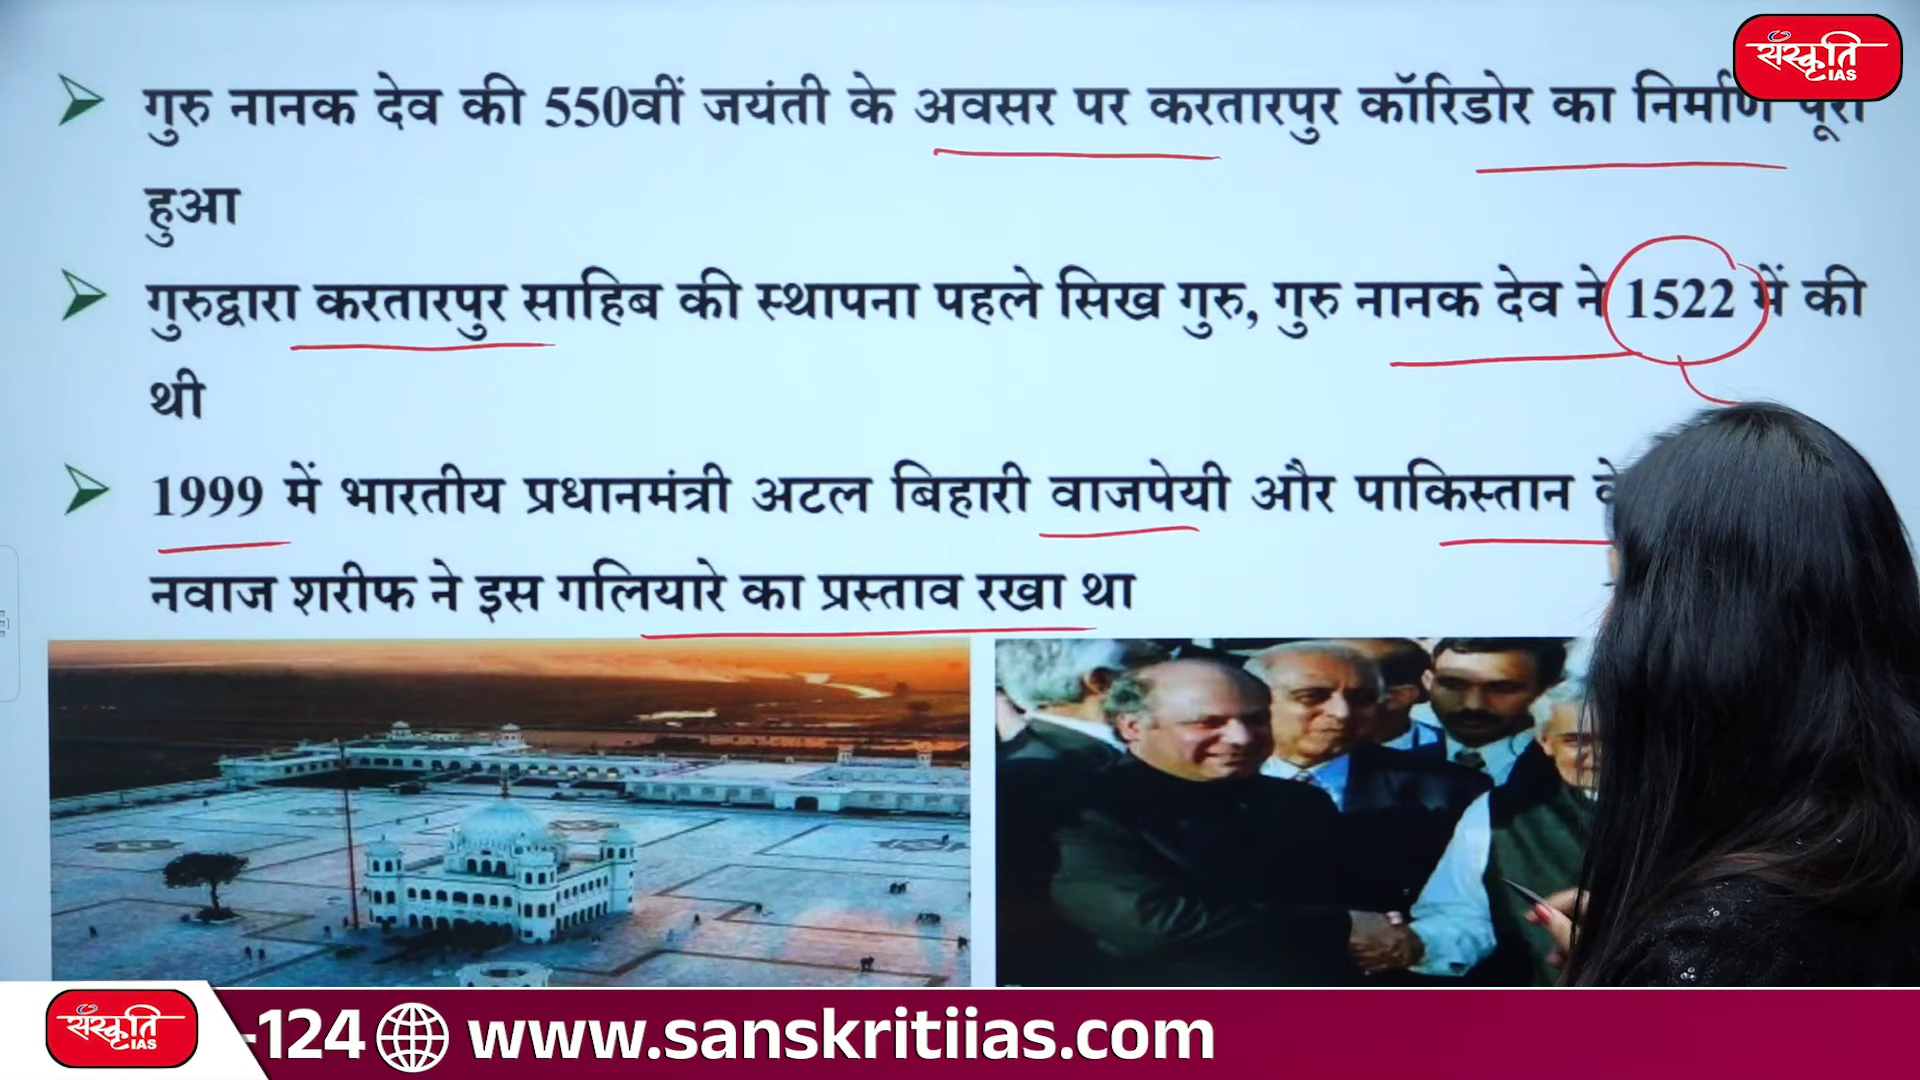 संस्कृति
IAS
गुरु नानक देव की 550वीं जयंती के अवसर पर करतारपुर कॉरिडोर का निर्माण पूरा
हुआ
गुरुद्वारा करतारपुर साहिब की स्थापना पहले सिख गुरु, गुरु नानक देव ने 1522 में की
थी
1999 में भारतीय प्रधानमंत्री अटल बिहारी वाजपेयी और पाकिस्तान
नवाज शरीफ ने इस गलियारे का प्रस्ताव रखा था
संस्कृति
IAS
-124 www.sanskritiias.com